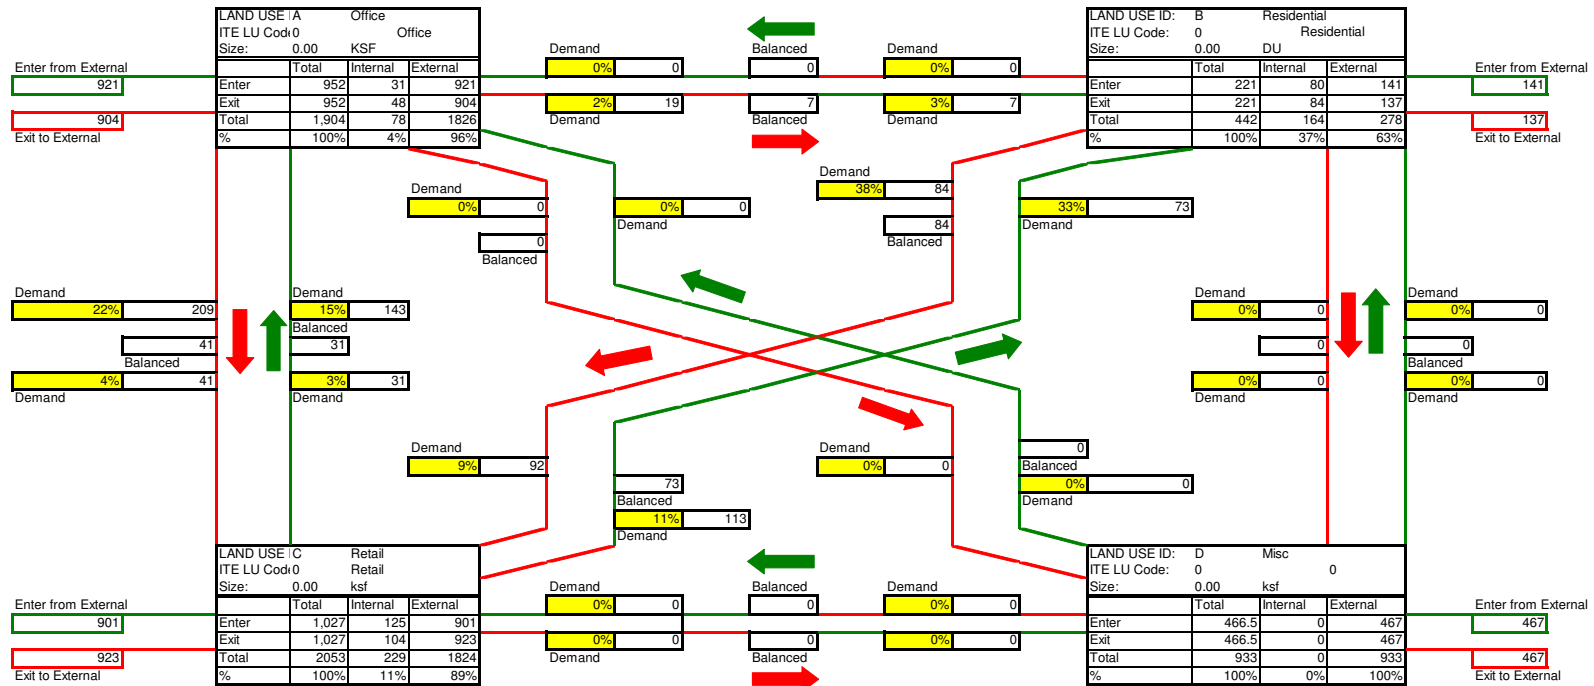 LAND USE I A Office
ITE LU Code 0 Office
Size: 0.00 KSF
Total Internal External
Enter 952 31 921
Exit 952 48 904
Total 1,904 78 1826
% 100% 4% 96%
Enter from External
921
904
Exit to External
Demand Balanced Demand
0% 0 0 0% 0
2% 19 7 3% 7
Demand Balanced Demand
LAND USE ID: B Residential
ITE LU Code: 0 Residential
Size: 0.00 DU
Total Internal External
Enter 221 80 141
Exit 221 84 137
Total 442 164 278
% 100% 37% 63%
Enter from External
141
137
Exit to External
Demand
0% 0
0
Balanced
0% 0
Demand
Demand
38% 84
84
Balanced
33% 73
Demand
Demand
22% 209
41
Balanced
4% 41
Demand
Demand
15% 143
Balanced
31
3% 31
Demand
Demand
0% 0
0
0% 0
Demand
Demand
0% 0
0
Balanced
0% 0
Demand
Demand
9% 92
73
Balanced
11% 113
Demand
Demand
0% 0
0
Balanced
0% 0
Demand
LAND USE I C Retail
ITE LU Code 0 Retail
Size: 0.00 ksf
Total Internal External
Enter 1,027 125 901
Exit 1,027 104 923
Total 2053 229 1824
% 100% 11% 89%
Enter from External
901
923
Exit to External
Demand Balanced Demand
0% 0 0 0% 0
0% 0 0 0% 0
Demand Balanced Demand
LAND USE ID: D Misc
ITE LU Code: 0 0
Size: 0.00 ksf
Total Internal External
Enter 466.5 0 467
Exit 466.5 0 467
Total 933 0 933
% 100% 0% 100%
Enter from External
467
467
Exit to External